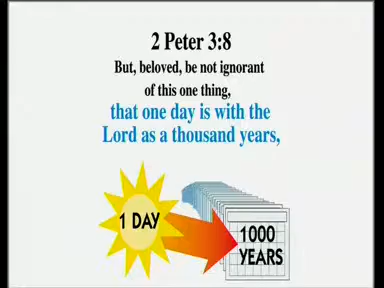 2 Peter 3:8
But, beloved, be not ignorant
of this one thing,
that one day is with the
Lord as a thousand years,
1 DAY
1000
YEARS